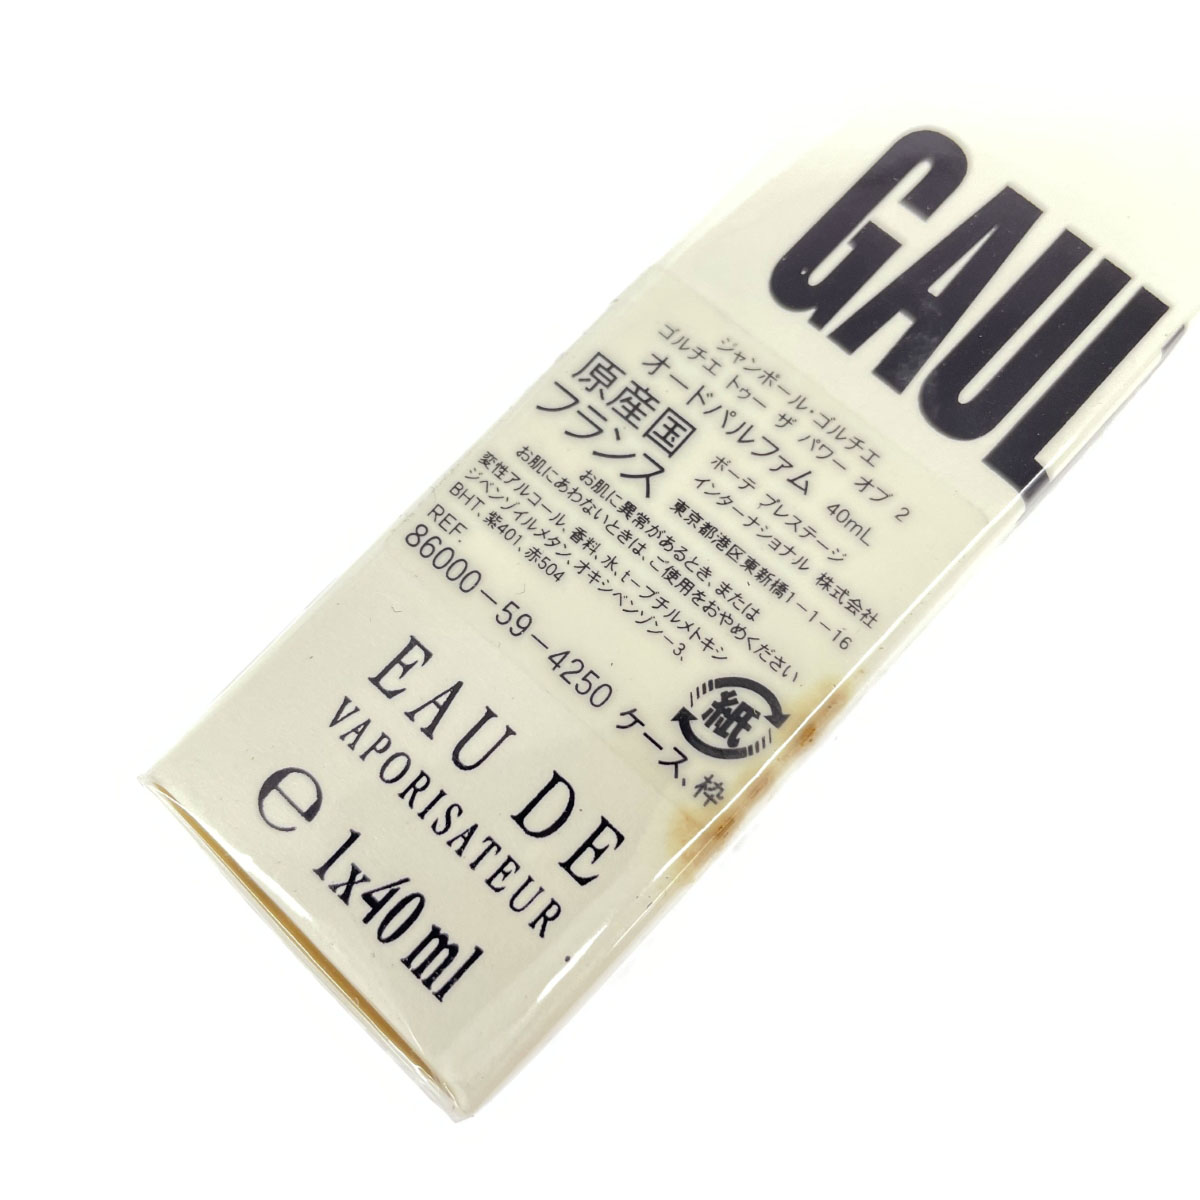 GAUL
ジャンポール・ゴルチエ
ゴルチエ トゥー ザ パワー オブ 2
オードパルファム 40mL
原産国
フランス
ボーテ プレステージ
インターナショナル 株式会社
東京都港区東新橋1-1-16
お肌に異常があるとき、または
お肌にあわないときは、ご使用をおやめください
変性アルコール、香料、水、t-ブチルメトキシ
ジベンゾイルメタン、オキシベンゾン-3、
BHT、紫401、赤504
REF.
86000-59-4250 ケース、枠
紙
EAU DE
VAPORISATEUR
e 1x40ml